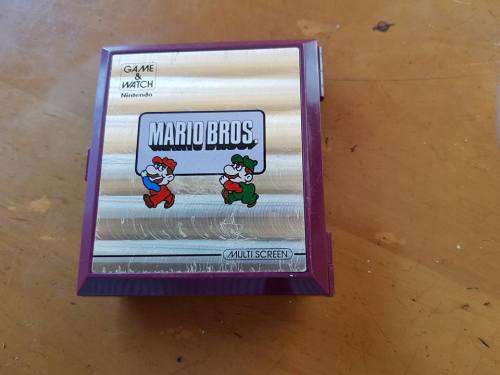 GAME
&
WATCH
Nintendo
MARIO BROS.
MULTI SCREEN